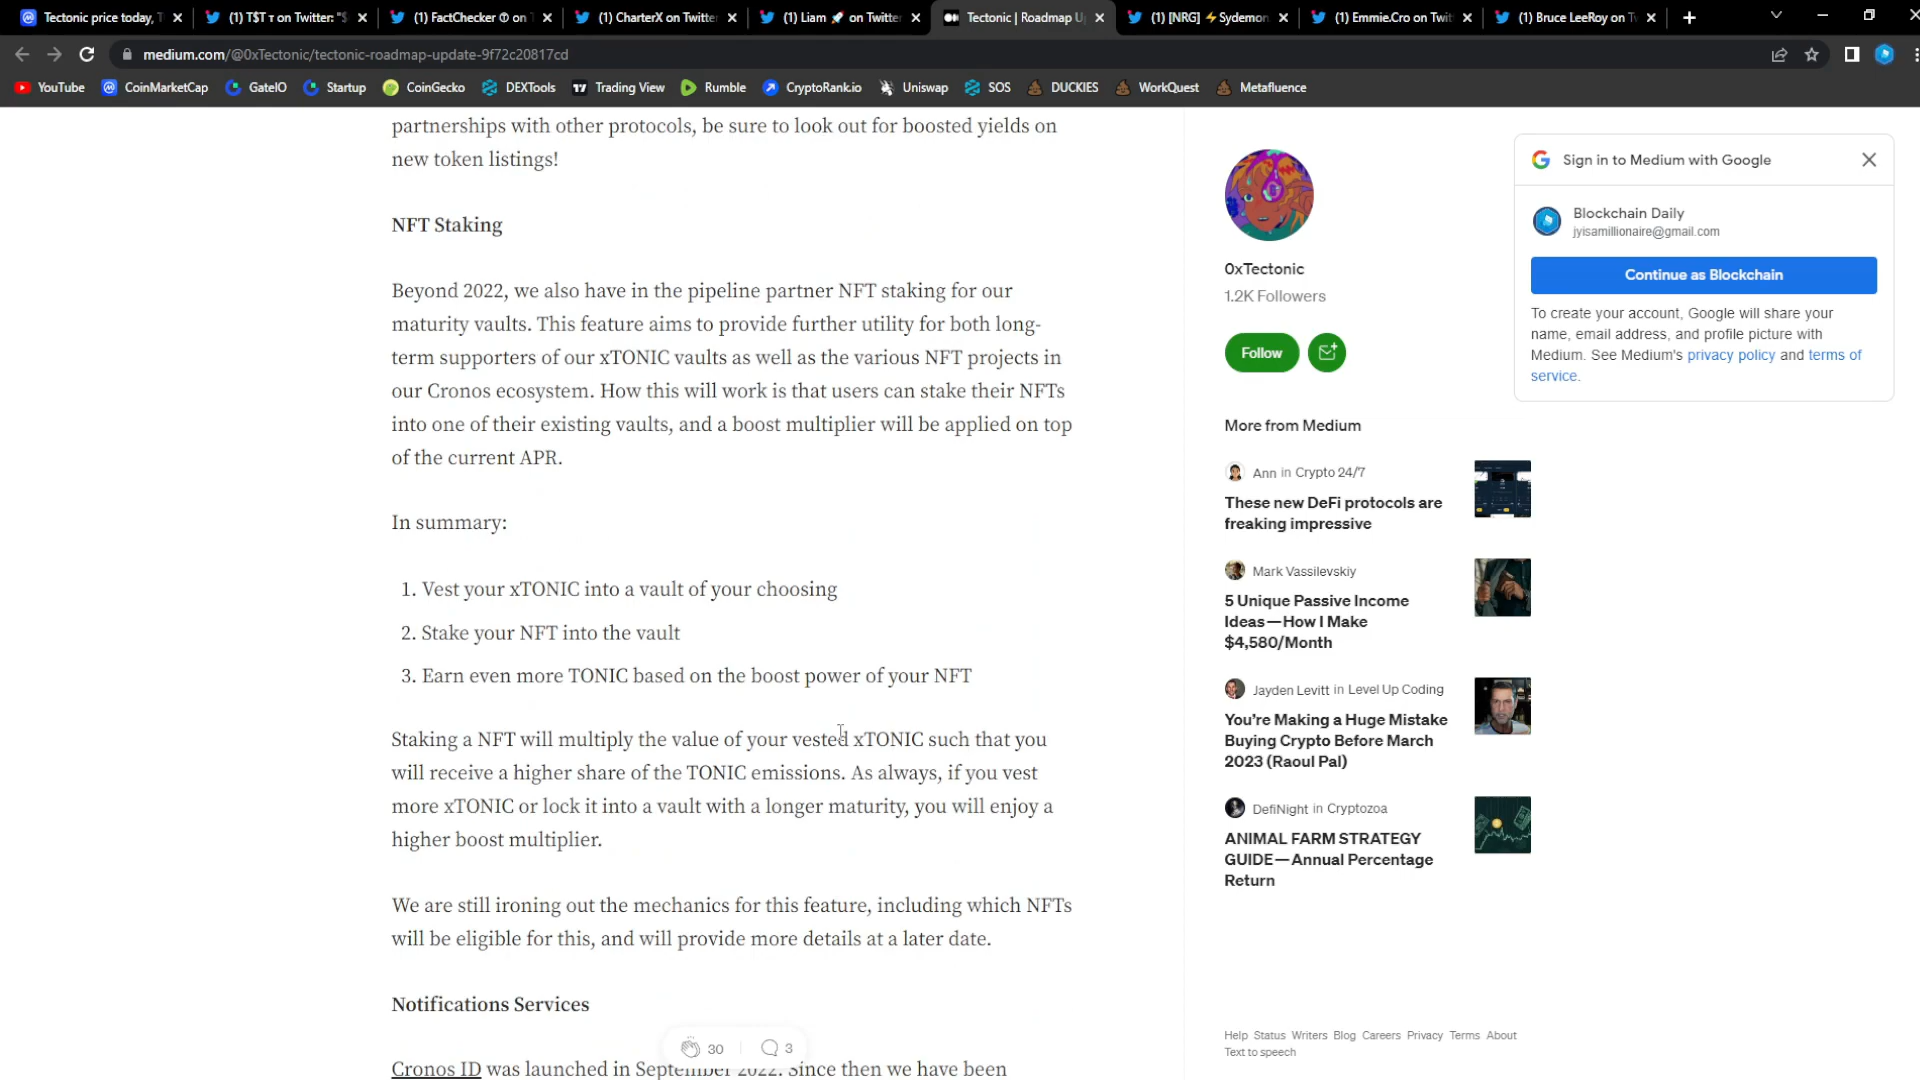 Tectonic price today, T
(1) T$T τ on Twitter: "$
(1) FactChecker
on
(1) CharterX on Twitter
(1) Liam 🚀 on Twitter
Tectonic | Roadmap U
(1) [NRG] ⚡Sydemon
(1) Emmie.Cro on Twit
(1) Bruce LeeRoy on Tw
medium.com/@0xTectonic/tectonic-roadmap-update-9f72c20817cd
YouTube
CoinMarketCap
GateIO
Startup
CoinGecko
DEXTools
Trading View
Rumble
CryptoRank.io
Uniswap
SOS
DUCKIES
WorkQuest
Metafluence
partnerships with other protocols, be sure to look out for boosted yields on
new token listings!
NFT Staking
Beyond 2022, we also have in the pipeline partner NFT staking for our
maturity vaults. This feature aims to provide further utility for both long-
term supporters of our xTONIC vaults as well as the various NFT projects in
our Cronos ecosystem. How this will work is that users can stake their NFTs
into one of their existing vaults, and a boost multiplier will be applied on top
of the current APR.
In summary:
1. Vest your xTONIC into a vault of your choosing
2. Stake your NFT into the vault
3. Earn even more TONIC based on the boost power of your NFT
Staking a NFT will multiply the value of your vested xTONIC such that you
will receive a higher share of the TONIC emissions. As always, if you vest
more xTONIC or lock it into a vault with a longer maturity, you will enjoy a
higher boost multiplier.
We are still ironing out the mechanics for this feature, including which NFTs
will be eligible for this, and will provide more details at a later date.
Notifications Services
30
3
Cronos ID was launched in September 2022. Since then we have been
0xTectonic
1.2K Followers
Follow
More from Medium
Ann in Crypto 24/7
These new DeFi protocols are
freaking impressive
Mark Vassilevskiy
5 Unique Passive Income
Ideas — How I Make
$4,580/Month
Jayden Levitt in Level Up Coding
You're Making a Huge Mistake
Buying Crypto Before March
2023 (Raoul Pal)
DefiNight in Cryptozoa
ANIMAL FARM STRATEGY
GUIDE — Annual Percentage
Return
Help Status Writers Blog Careers Privacy Terms About
Text to speech
Sign in to Medium with Google
Blockchain Daily
jyisamillionaire@gmail.com
Continue as Blockchain
To create your account, Google will share your
name, email address, and profile picture with
Medium. See Medium's privacy policy and terms of
service.